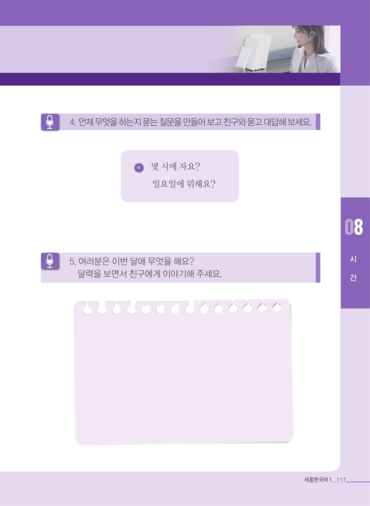 4. 언제 무엇을 하는지 묻는 질문을 만들어 보고 친구와 묻고 대답해 보세요.
몇 시에 자요?
일요일에 뭐해요?
08
시
간
5. 여러분은 이번 달에 무엇을 해요?
달력을 보면서 친구에게 이야기해 주세요.
세종한국어 1_117